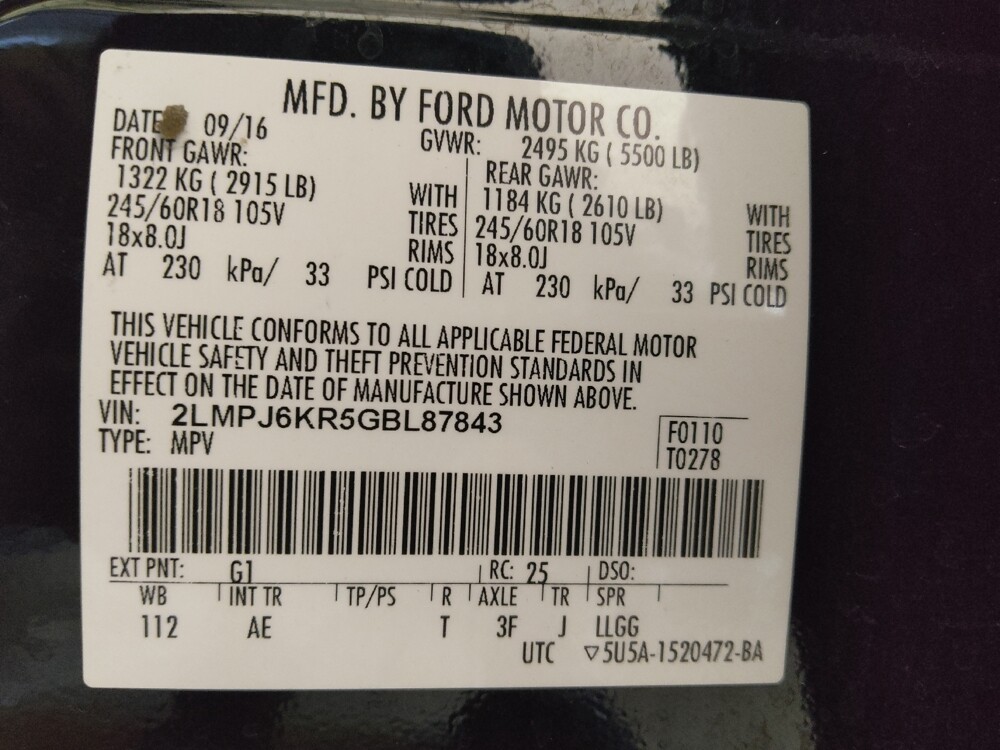 MFD. BY FORD MOTOR CO.
DATE 09/16 GVWR: 2495 KG ( 5500 LB)
FRONT GAWR: REAR GAWR:
1322 KG ( 2915 LB) WITH 1184 KG ( 2610 LB) WITH
245/60R18 105V TIRES 245/60R18 105V TIRES
18x8.0J RIMS 18x8.0J RIMS
AT 230 kPa/ 33 PSI COLD AT 230 kPa/ 33 PSI COLD
THIS VEHICLE CONFORMS TO ALL APPLICABLE FEDERAL MOTOR
VEHICLE SAFETY AND THEFT PREVENTION STANDARDS IN
EFFECT ON THE DATE OF MANUFACTURE SHOWN ABOVE.
VIN: 2LMPJ6KR5GBL87843
TYPE: MPV
F0110
T0278
EXT PNT: G1 RC: 25 DSO:
WB INT TR TP/PS R AXLE TR SPR
112 AE T 3F J LLGG
UTC ▽5U5A-1520472-BA